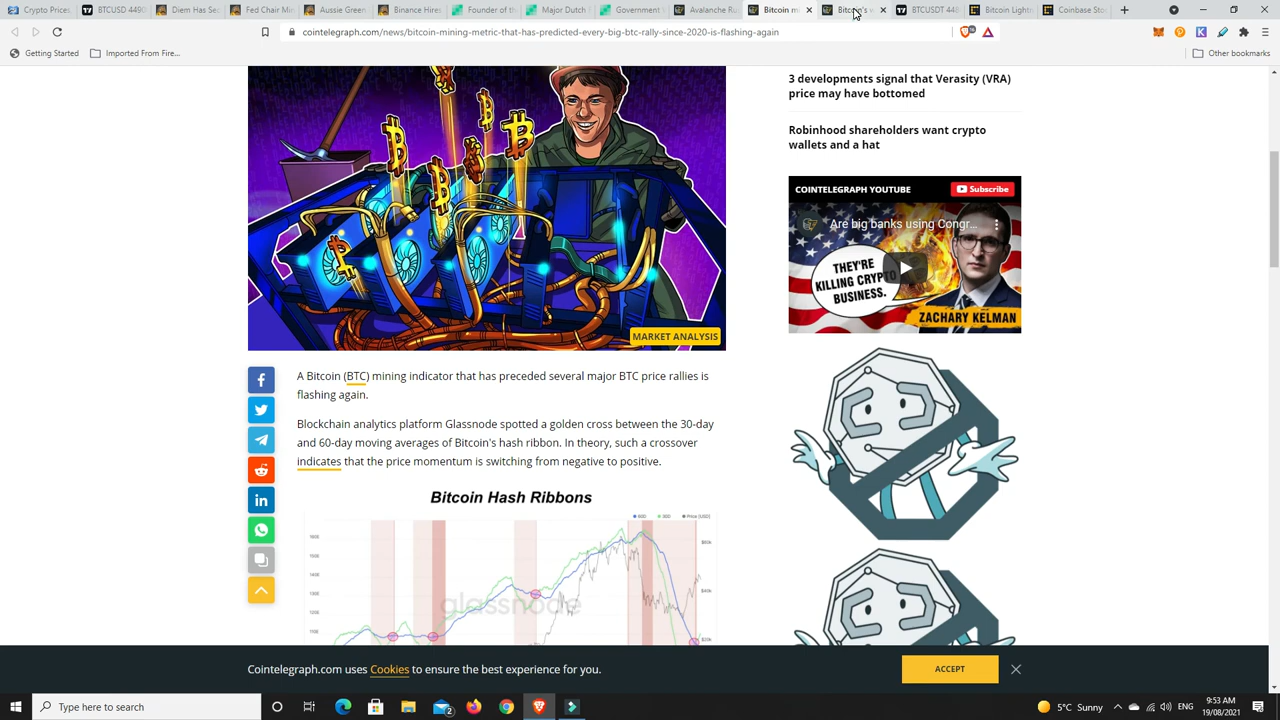 Crypto Prices
BTCUSD 4490
Diem Has Se
Fed Chair Min
Aussie Green
Binance Hires
Founder of th
Major Dutch
Government
Avalanche Ru
Bitcoin m
Bitcoin's v
BTCUSDT 448
Bitcoin Lightn
Coinbase Sto
cointelegraph.com/news/bitcoin-mining-metric-that-has-predicted-every-big-btc-rally-since-2020-is-flashing-again
Getting Started
Imported From Fire...
Other bookmarks
3 developments signal that Verasity (VRA)
price may have bottomed
Robinhood shareholders want crypto
wallets and a hat
COINTELEGRAPH YOUTUBE
Subscribe
Are big banks using Congr...
THEY'RE
KILLING CRYPTO
BUSINESS.
ZACHARY KELMAN
MARKET ANALYSIS
A Bitcoin (BTC) mining indicator that has preceded several major BTC price rallies is
flashing again.
Blockchain analytics platform Glassnode spotted a golden cross between the 30-day
and 60-day moving averages of Bitcoin's hash ribbon. In theory, such a crossover
indicates that the price momentum is switching from negative to positive.
Bitcoin Hash Ribbons
glassnode
Cointelegraph.com uses Cookies to ensure the best experience for you.
ACCEPT
Type here to search
2
5°C Sunny
ENG
9:53 AM
19/08/2021